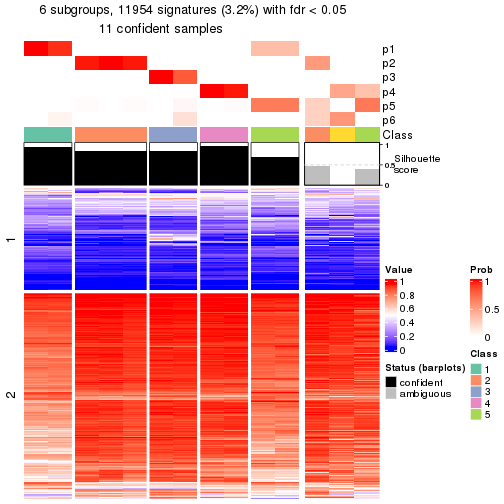 6 subgroups, 11954 signatures (3.2%) with fdr < 0.05
11 confident samples
p1
p2
p3
p4
p5
p6
Class
1
0.5
0
Silhouette
score
1
2
Value
1
0.8
0.6
0.4
0.2
0
Status (barplots)
confident
ambiguous
Prob
1
0.5
0
Class
1
2
3
4
5